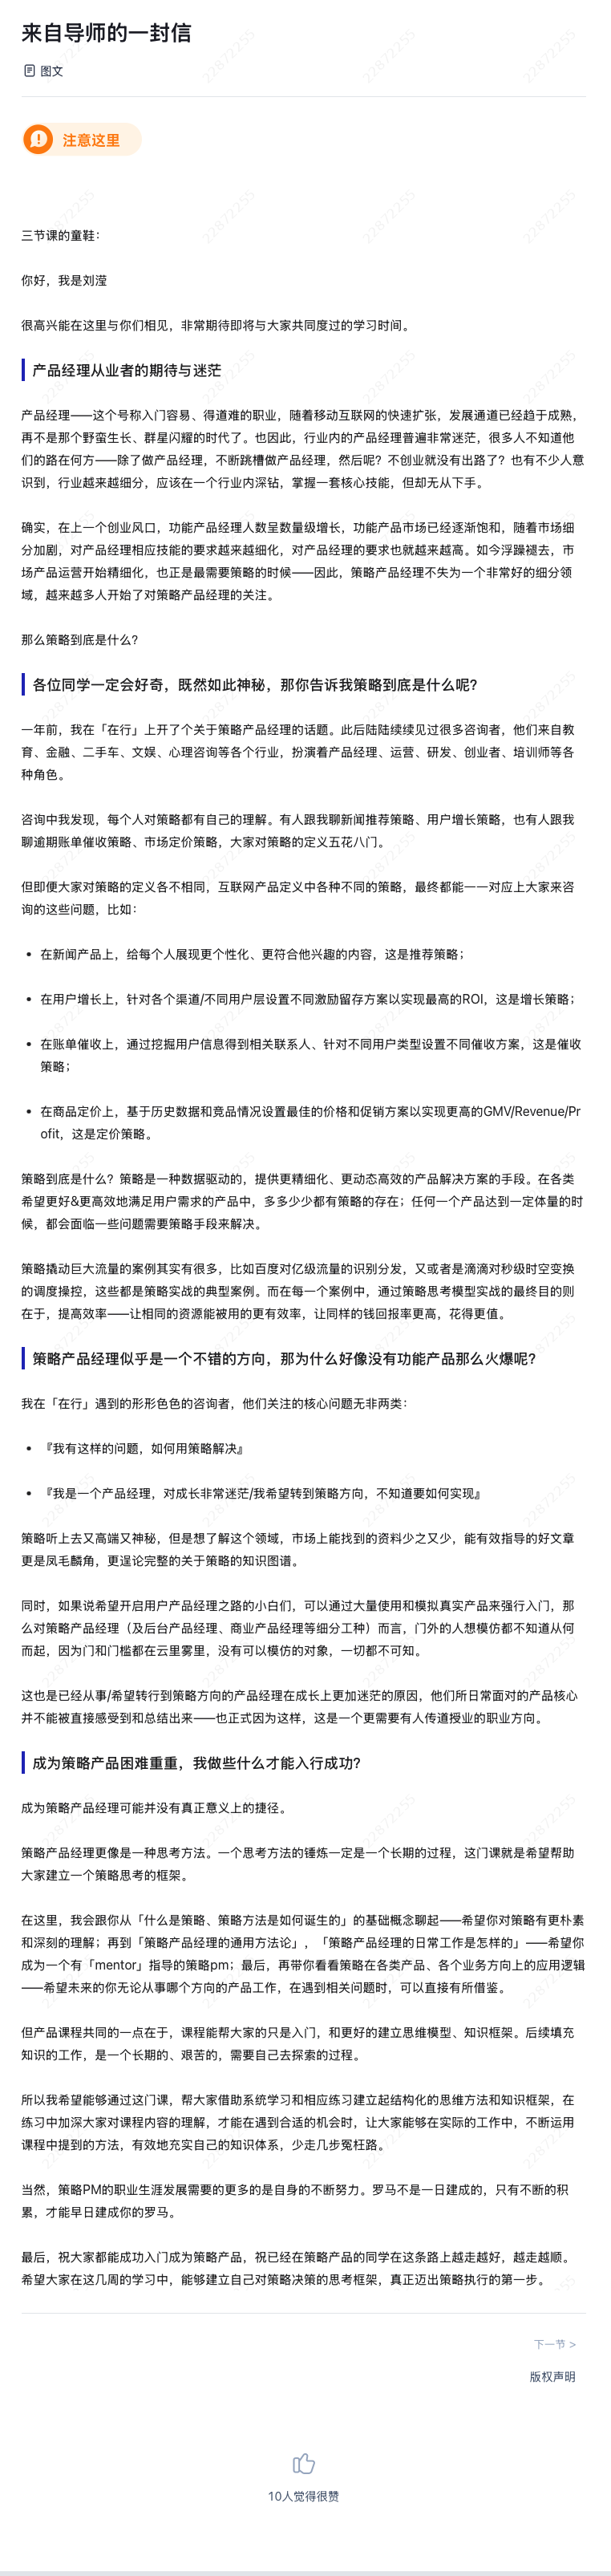 来自导师的一封信
图文
注意这里
三节课的童鞋：
你好，我是刘滢
很高兴能在这里与你们相见，非常期待即将与大家共同度过的学习时间。
产品经理从业者的期待与迷茫
产品经理——这个号称入门容易、得道难的职业，随着移动互联网的快速扩张，发展通道已经趋于成熟，
再不是那个野蛮生长、群星闪耀的时代了。也因此，行业内的产品经理普遍非常迷茫，很多人不知道他
们的路在何方——除了做产品经理，不断跳槽做产品经理，然后呢？不创业就没有出路了？也有不少人意
识到，行业越来越细分，应该在一个行业内深钻，掌握一套核心技能，但却无从下手。
确实，在上一个创业风口，功能产品经理人数呈数量级增长，功能产品市场已经逐渐饱和，随着市场细
分加剧，对产品经理相应技能的要求越来越细化，对产品经理的要求也就越来越高。如今浮躁褪去，市
场产品运营开始精细化，也正是最需要策略的时候——因此，策略产品经理不失为一个非常好的细分领
域，越来越多人开始了对策略产品经理的关注。
那么策略到底是什么？
各位同学一定会好奇，既然如此神秘，那你告诉我策略到底是什么呢？
一年前，我在「在行」上开了个关于策略产品经理的话题。此后陆陆续续见过很多咨询者，他们来自教
育、金融、二手车、文娱、心理咨询等各个行业，扮演着产品经理、运营、研发、创业者、培训师等各
种角色。
咨询中我发现，每个人对策略都有自己的理解。有人跟我聊新闻推荐策略、用户增长策略，也有人跟我
聊逾期账单催收策略、市场定价策略，大家对策略的定义五花八门。
但即便大家对策略的定义各不相同，互联网产品定义中各种不同的策略，最终都能一一对应上大家来咨
询的这些问题，比如：
• 在新闻产品上，给每个人展现更个性化、更符合他兴趣的内容，这是推荐策略；
• 在用户增长上，针对各个渠道/不同用户层设置不同激励留存方案以实现最高的ROI，这是增长策略；
• 在账单催收上，通过挖掘用户信息得到相关联系人、针对不同用户类型设置不同催收方案，这是催收
策略；
• 在商品定价上，基于历史数据和竞品情况设置最佳的价格和促销方案以实现更高的GMV/Revenue/Pr
ofit，这是定价策略。
策略到底是什么？策略是一种数据驱动的，提供更精细化、更动态高效的产品解决方案的手段。在各类
希望更好&更高效地满足用户需求的产品中，多多少少都有策略的存在；任何一个产品达到一定体量的时
候，都会面临一些问题需要策略手段来解决。
策略撬动巨大流量的案例其实有很多，比如百度对亿级流量的识别分发，又或者是滴滴对秒级时空变换
的调度操控，这些都是策略实战的典型案例。而在每一个案例中，通过策略思考模型实战的最终目的则
在于，提高效率——让相同的资源能被用的更有效率，让同样的钱回报率更高，花得更值。
策略产品经理似乎是一个不错的方向，那为什么好像没有功能产品那么火爆呢？
我在「在行」遇到的形形色色的咨询者，他们关注的核心问题无非两类：
• 『我有这样的问题，如何用策略解决』
• 『我是一个产品经理，对成长非常迷茫/我希望转到策略方向，不知道要如何实现』
策略听上去又高端又神秘，但是想了解这个领域，市场上能找到的资料少之又少，能有效指导的好文章
更是凤毛麟角，更逞论完整的关于策略的知识图谱。
同时，如果说希望开启用户产品经理之路的小白们，可以通过大量使用和模拟真实产品来强行入门，那
么对策略产品经理（及后台产品经理、商业产品经理等细分工种）而言，门外的人想模仿都不知道从何
而起，因为门和门槛都在云里雾里，没有可以模仿的对象，一切都不可知。
这也是已经从事/希望转行到策略方向的产品经理在成长上更加迷茫的原因，他们所日常面对的产品核心
并不能被直接感受到和总结出来——也正式因为这样，这是一个更需要有人传道授业的职业方向。
成为策略产品困难重重，我做些什么才能入行成功？
成为策略产品经理可能并没有真正意义上的捷径。
策略产品经理更像是一种思考方法。一个思考方法的锤炼一定是一个长期的过程，这门课就是希望帮助
大家建立一个策略思考的框架。
在这里，我会跟你从「什么是策略、策略方法是如何诞生的」的基础概念聊起——希望你对策略有更朴素
和深刻的理解；再到「策略产品经理的通用方法论」，「策略产品经理的日常工作是怎样的」——希望你
成为一个有「mentor」指导的策略pm；最后，再带你看看策略在各类产品、各个业务方向上的应用逻辑
——希望未来的你无论从事哪个方向的产品工作，在遇到相关问题时，可以直接有所借鉴。
但产品课程共同的一点在于，课程能帮大家的只是入门，和更好的建立思维模型、知识框架。后续填充
知识的工作，是一个长期的、艰苦的，需要自己去探索的过程。
所以我希望能够通过这门课，帮大家借助系统学习和相应练习建立起结构化的思维方法和知识框架，在
练习中加深大家对课程内容的理解，才能在遇到合适的机会时，让大家能够在实际的工作中，不断运用
课程中提到的方法，有效地充实自己的知识体系，少走几步冤枉路。
当然，策略PM的职业生涯发展需要的更多的是自身的不断努力。罗马不是一日建成的，只有不断的积
累，才能早日建成你的罗马。
最后，祝大家都能成功入门成为策略产品，祝已经在策略产品的同学在这条路上越走越好，越走越顺。
希望大家在这几周的学习中，能够建立自己对策略决策的思考框架，真正迈出策略执行的第一步。
下一节 >
版权声明
10人觉得很赞
22872255